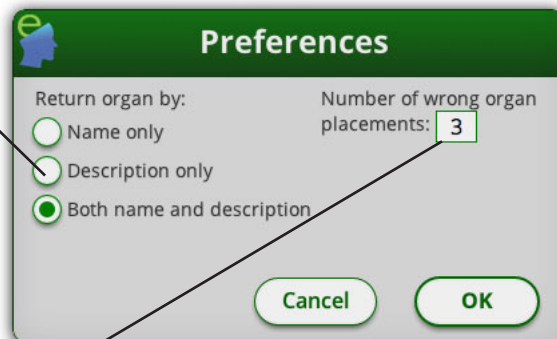 e
Preferences
Return organ by:
Name only
Description only
Both name and description
Number of wrong organ
placements: 3
Cancel
OK